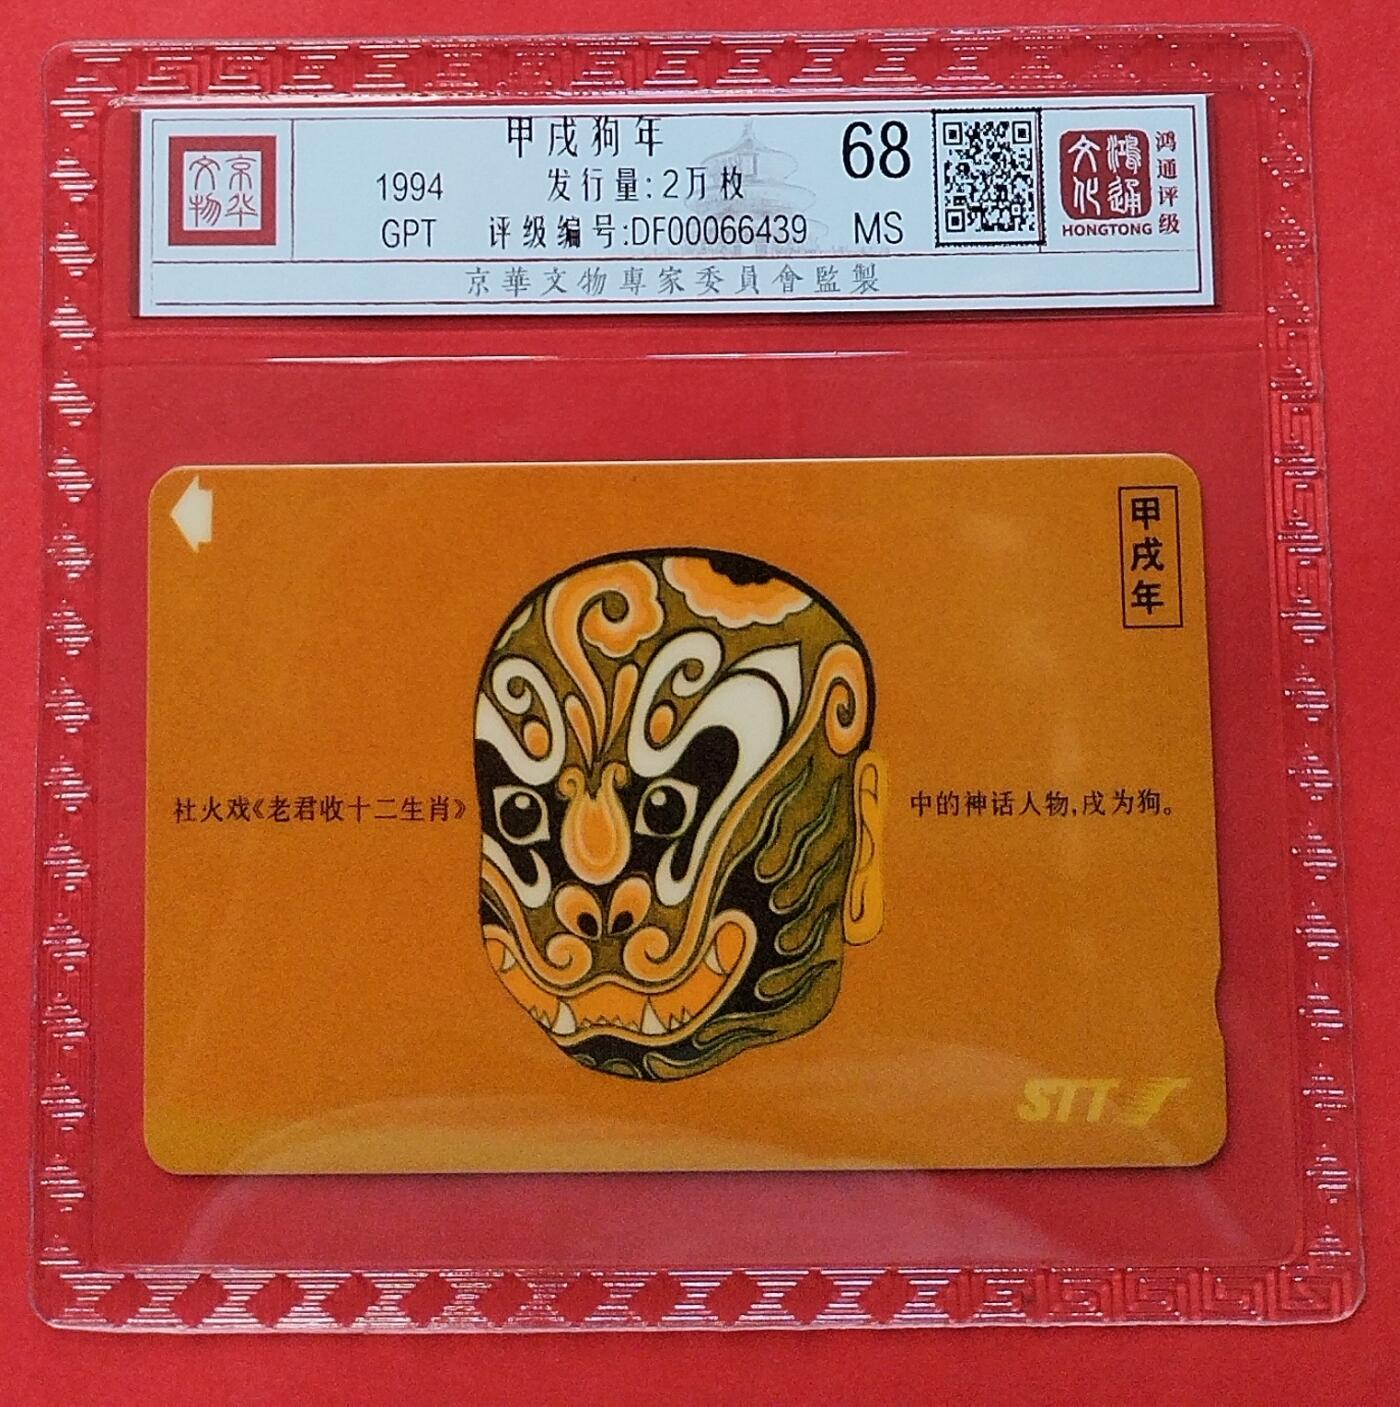 京华
文物
甲戌狗年
1994
发行量:2万枚
GPT
评级编号:DF00066439
68
MS
鸿通
文化
HONGTONG
鸿通评级
京華文物專家委員會監製
甲戌年
社火戏《老君收十二生肖》
中的神话人物,戌为狗。
STT